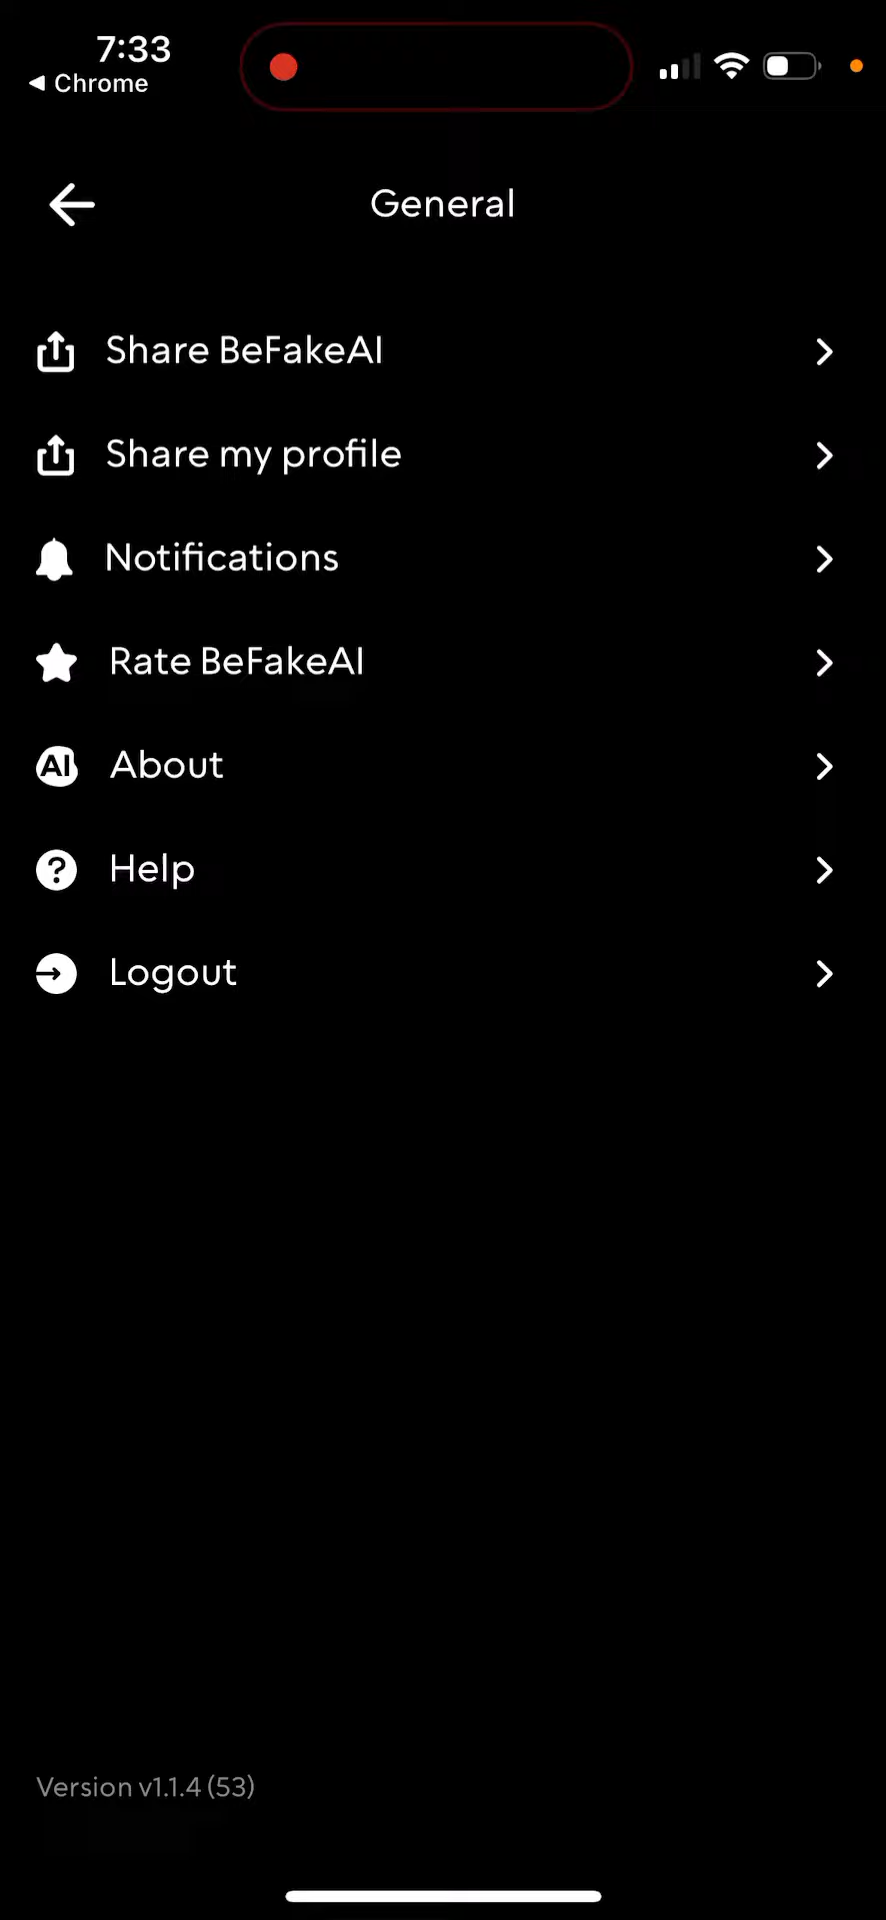 7:33
◀ Chrome
General
Share BeFakeAI
Share my profile
Notifications
Rate BeFakeAI
AI About
? Help
Logout
Version v1.1.4 (53)